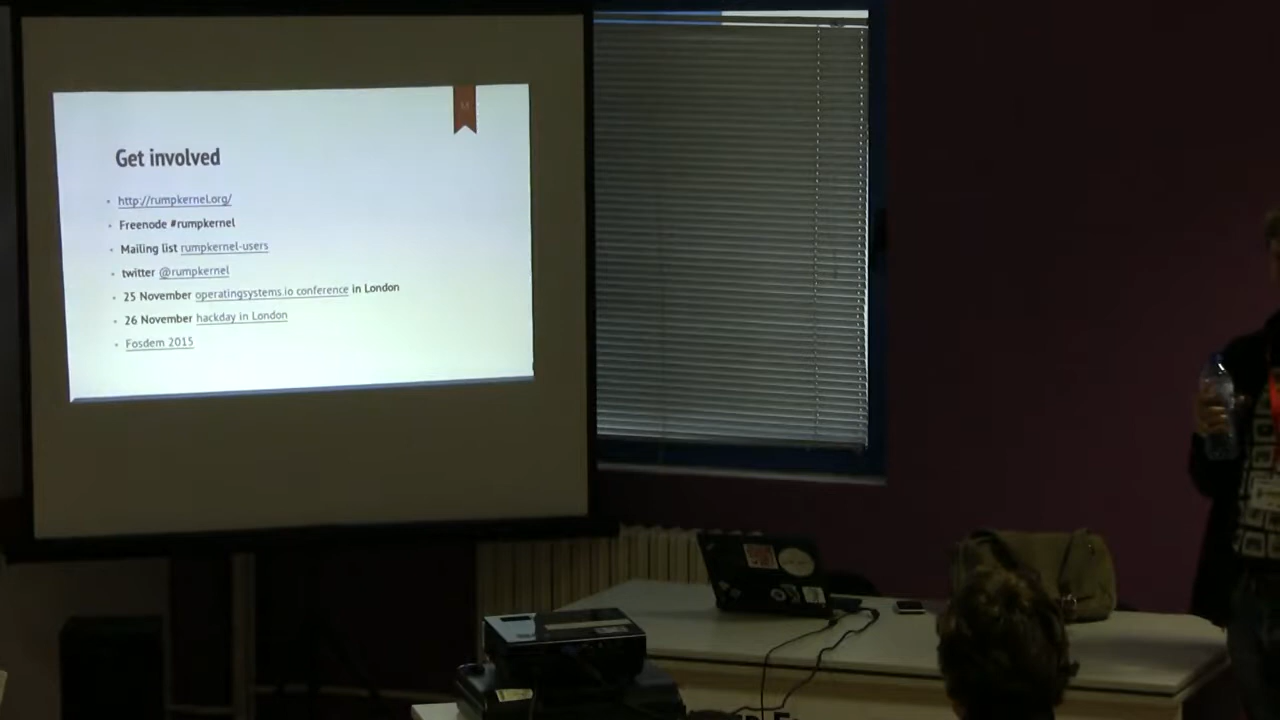 Get involved
http://rumpkernel.org/
Freenode #rumpkernel
Mailing list rumpkernel-users
twitter @rumpkernel
25 November operatingsystems.io conference in London
26 November hackday in London
Fosdem 2015